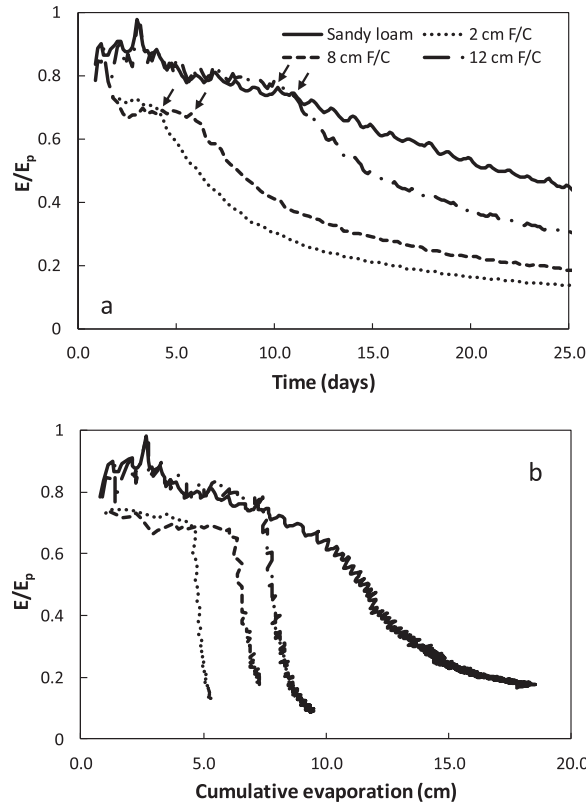 1
0.8
0.6
0.4
0.2
0
E/Ep
Sandy loam
2 cm F/C
8 cm F/C
12 cm F/C
a
0.0 5.0 10.0 15.0 20.0 25.0
Time (days)
1
0.8
0.6
0.4
0.2
0
E/Ep
b
0.0 5.0 10.0 15.0 20.0
Cumulative evaporation (cm)